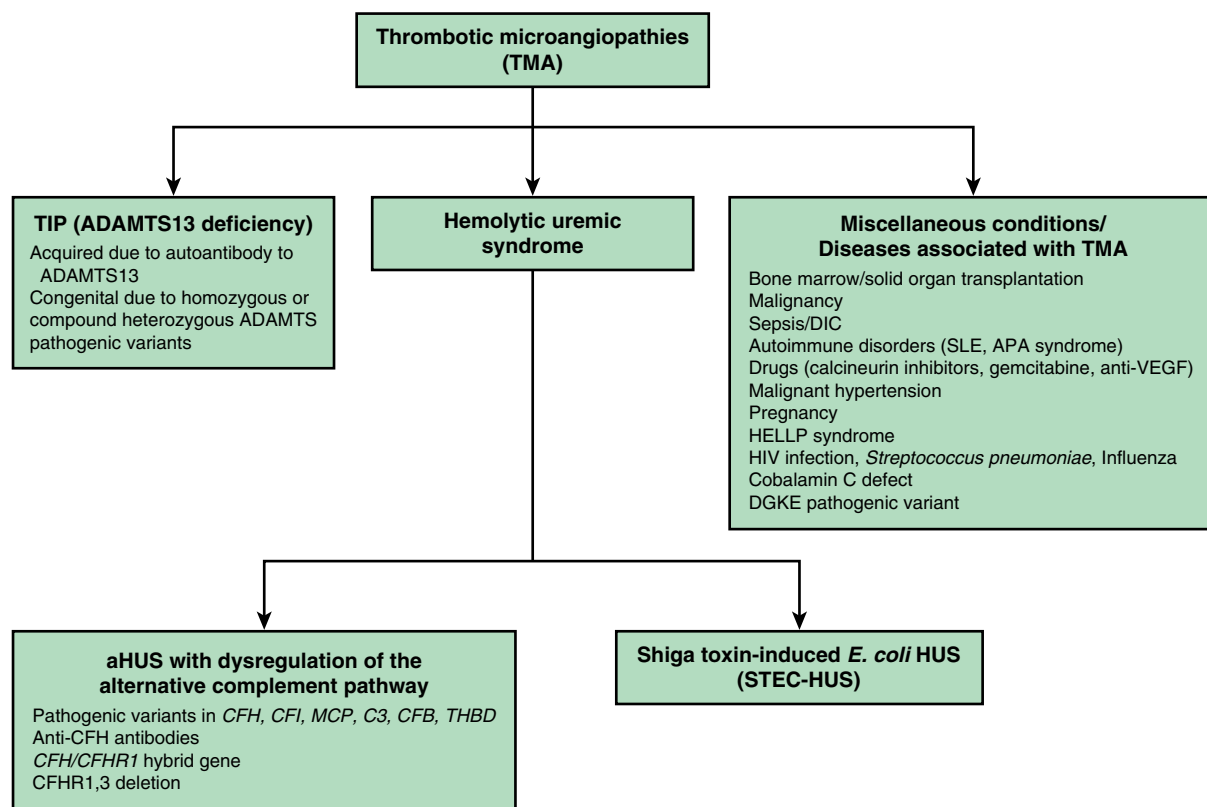 Thrombotic microangiopathies
(TMA)
TIP (ADAMTS13 deficiency)
Acquired due to autoantibody to
ADAMTS13
Congenital due to homozygous or
compound heterozygous ADAMTS
pathogenic variants
Hemolytic uremic
syndrome
Miscellaneous conditions/
Diseases associated with TMA
Bone marrow/solid organ transplantation
Malignancy
Sepsis/DIC
Autoimmune disorders (SLE, APA syndrome)
Drugs (calcineurin inhibitors, gemcitabine, anti-VEGF)
Malignant hypertension
Pregnancy
HELLP syndrome
HIV infection, Streptococcus pneumoniae, Influenza
Cobalamin C defect
DGKE pathogenic variant
aHUS with dysregulation of the
alternative complement pathway
Pathogenic variants in CFH, CFI, MCP, C3, CFB, THBD
Anti-CFH antibodies
CFH/CFHR1 hybrid gene
CFHR1,3 deletion
Shiga toxin-induced E. coli HUS
(STEC-HUS)